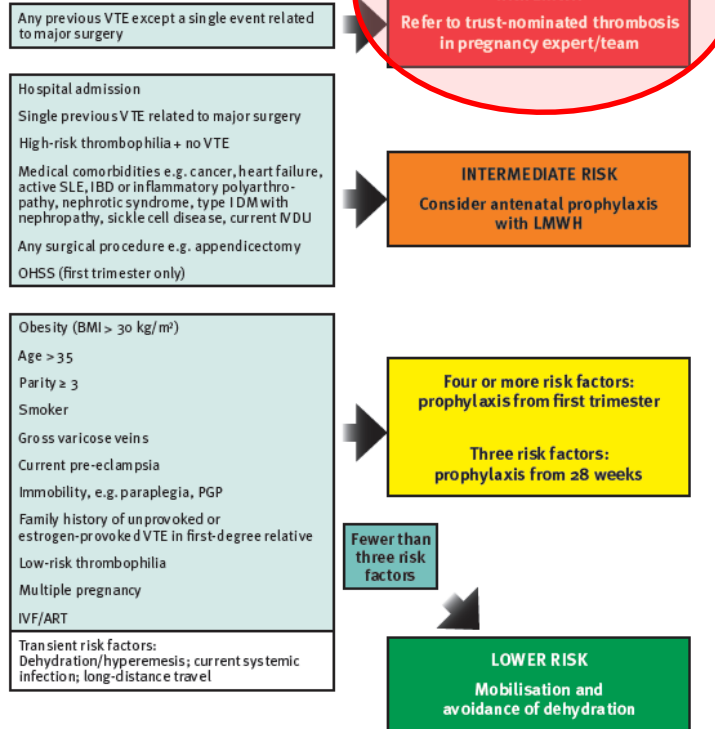 Any previous VTE except a single event related
to major surgery
Refer to trust-nominated thrombosis
in pregnancy expert/team
Hospital admission
Single previous VTE related to major surgery
High-risk thrombophilia + no VTE
Medical comorbidities e.g. cancer, heart failure,
active SLE, IBD or inflammatory polyarthro-
pathy, nephrotic syndrome, type I DM with
nephropathy, sickle cell disease, current IVDU
Any surgical procedure e.g. appendicectomy
OHSS (first trimester only)
INTERMEDIATE RISK
Consider antenatal prophylaxis
with LMWH
Obesity (BMI > 30 kg/m²)
Age > 35
Parity ≥ 3
Smoker
Gross varicose veins
Current pre-eclampsia
Immobility, e.g. paraplegia, PGP
Family history of unprovoked or
estrogen-provoked VTE in first-degree relative
Low-risk thrombophilia
Multiple pregnancy
IVF/ART
Transient risk factors:
Dehydration/hyperemesis; current systemic
infection; long-distance travel
Four or more risk factors:
prophylaxis from first trimester
Three risk factors:
prophylaxis from 28 weeks
Fewer than
three risk
factors
LOWER RISK
Mobilisation and
avoidance of dehydration